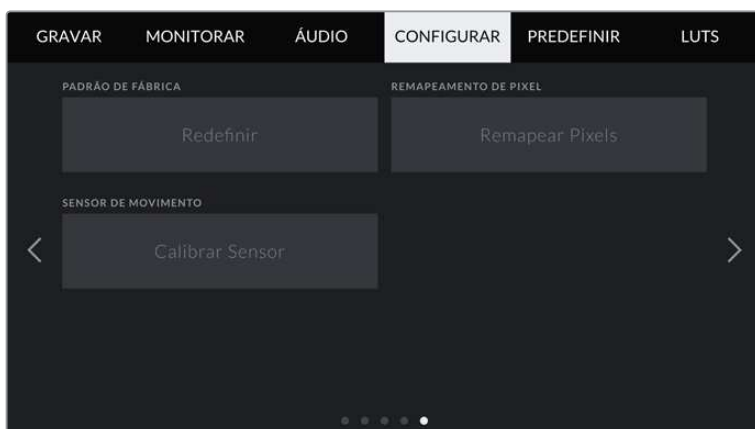 GRAVAR MONITORAR ÁUDIO CONFIGURAR PREDEFINIR LUTS
PADRÃO DE FÁBRICA REMAPEAMENTO DE PIXEL
Redefinir Remapear Pixels
SENSOR DE MOVIMENTO
Calibrar Sensor